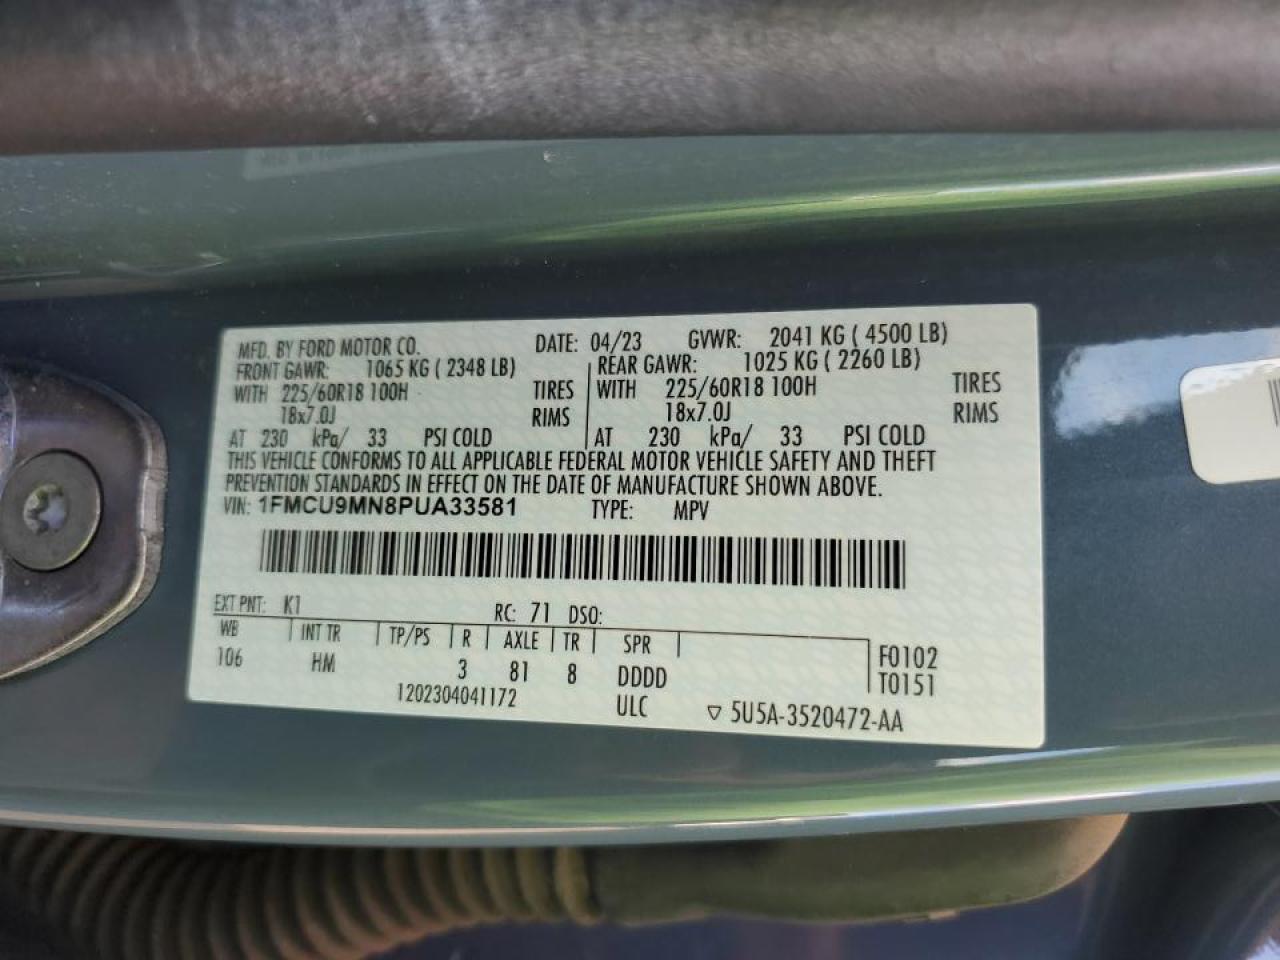 MFD. BY FORD MOTOR CO. DATE: 04/23 GVWR: 2041 KG ( 4500 LB)
FRONT GAWR: 1065 KG ( 2348 LB) REAR GAWR: 1025 KG ( 2260 LB)
WITH 225/60R18 100H TIRES WITH 225/60R18 100H TIRES
18x7.0J RIMS 18x7.0J RIMS
AT 230 kPa/ 33 PSI COLD AT 230 kPa/ 33 PSI COLD
THIS VEHICLE CONFORMS TO ALL APPLICABLE FEDERAL MOTOR VEHICLE SAFETY AND THEFT
PREVENTION STANDARDS IN EFFECT ON THE DATE OF MANUFACTURE SHOWN ABOVE.
VIN: 1FMCU9MN8PUA33581 TYPE: MPV
EXT PNT: K1 RC: 71 DSO:
WB INT TR TP/PS R AXLE TR SPR F0102
106 HM 3 81 8 DDDD T0151
1202304041172 ULC ▽ 5U5A-3520472-AA